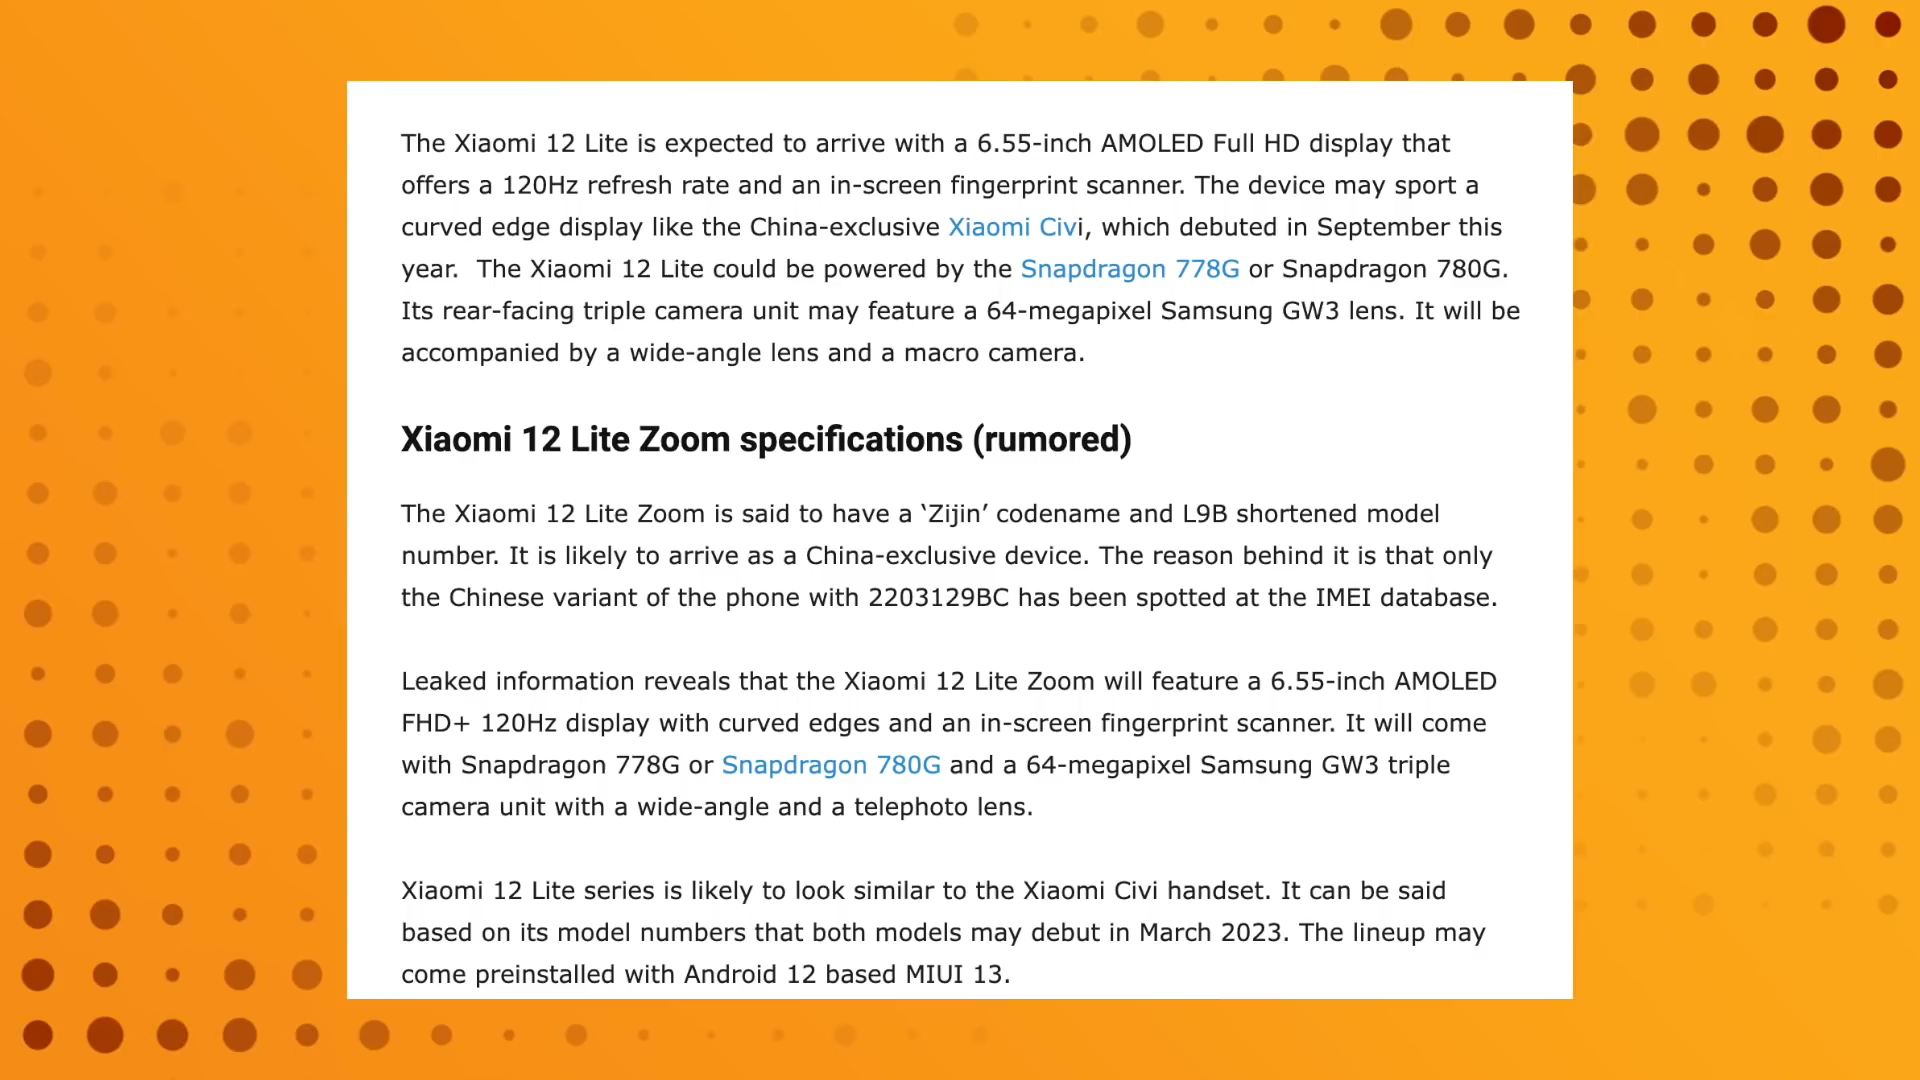 The Xiaomi 12 Lite is expected to arrive with a 6.55-inch AMOLED Full HD display that
offers a 120Hz refresh rate and an in-screen fingerprint scanner. The device may sport a
curved edge display like the China-exclusive Xiaomi Civi, which debuted in September this
year.  The Xiaomi 12 Lite could be powered by the Snapdragon 778G or Snapdragon 780G.
Its rear-facing triple camera unit may feature a 64-megapixel Samsung GW3 lens. It will be
accompanied by a wide-angle lens and a macro camera.
Xiaomi 12 Lite Zoom specifications (rumored)
The Xiaomi 12 Lite Zoom is said to have a ‘Zijin’ codename and L9B shortened model
number. It is likely to arrive as a China-exclusive device. The reason behind it is that only
the Chinese variant of the phone with 2203129BC has been spotted at the IMEI database.
Leaked information reveals that the Xiaomi 12 Lite Zoom will feature a 6.55-inch AMOLED
FHD+ 120Hz display with curved edges and an in-screen fingerprint scanner. It will come
with Snapdragon 778G or Snapdragon 780G and a 64-megapixel Samsung GW3 triple
camera unit with a wide-angle and a telephoto lens.
Xiaomi 12 Lite series is likely to look similar to the Xiaomi Civi handset. It can be said
based on its model numbers that both models may debut in March 2023. The lineup may
come preinstalled with Android 12 based MIUI 13.